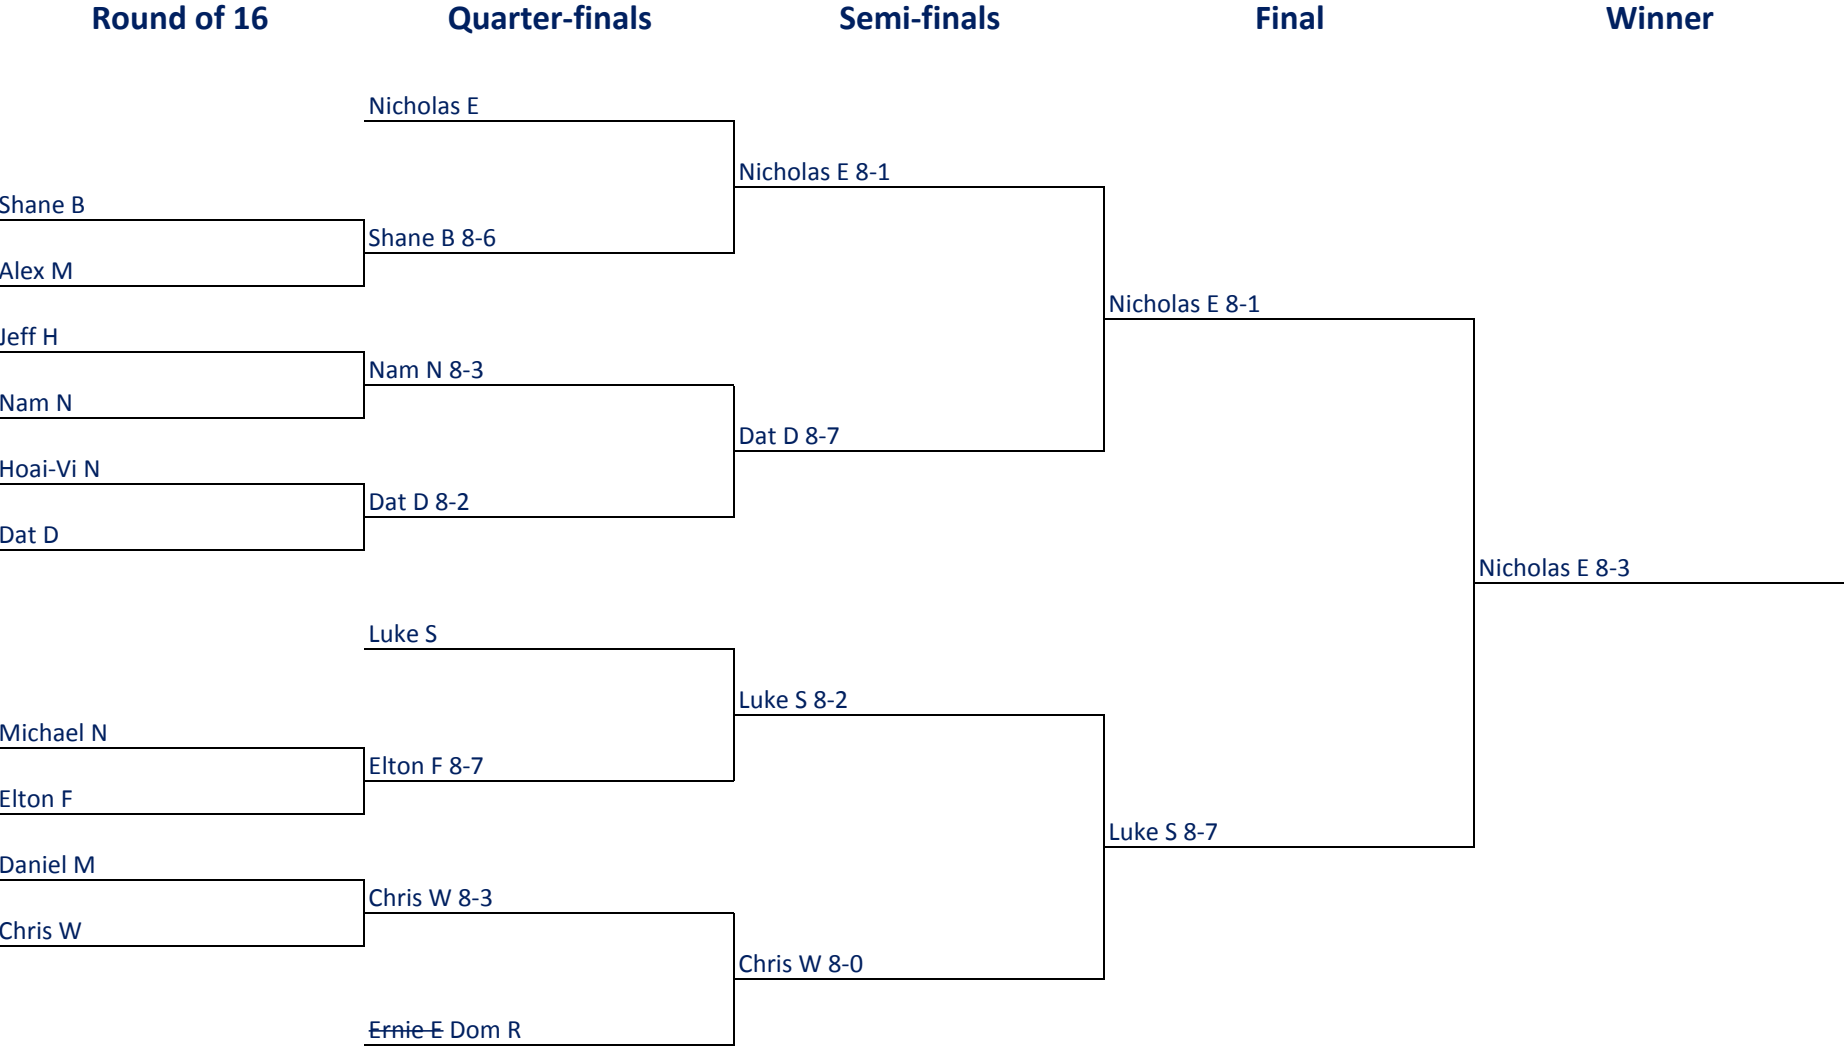 Round of 16 Quarter-finals Semi-finals Final Winner
Nicholas E
Nicholas E 8-1
Shane B
Shane B 8-6
Alex M
Nicholas E 8-1
Jeff H
Nam N 8-3
Nam N
Dat D 8-7
Hoai-Vi N
Dat D 8-2
Dat D
Nicholas E 8-3
Luke S
Luke S 8-2
Michael N
Elton F 8-7
Elton F
Luke S 8-7
Daniel M
Chris W 8-3
Chris W
Chris W 8-0
Ernie E Dom R